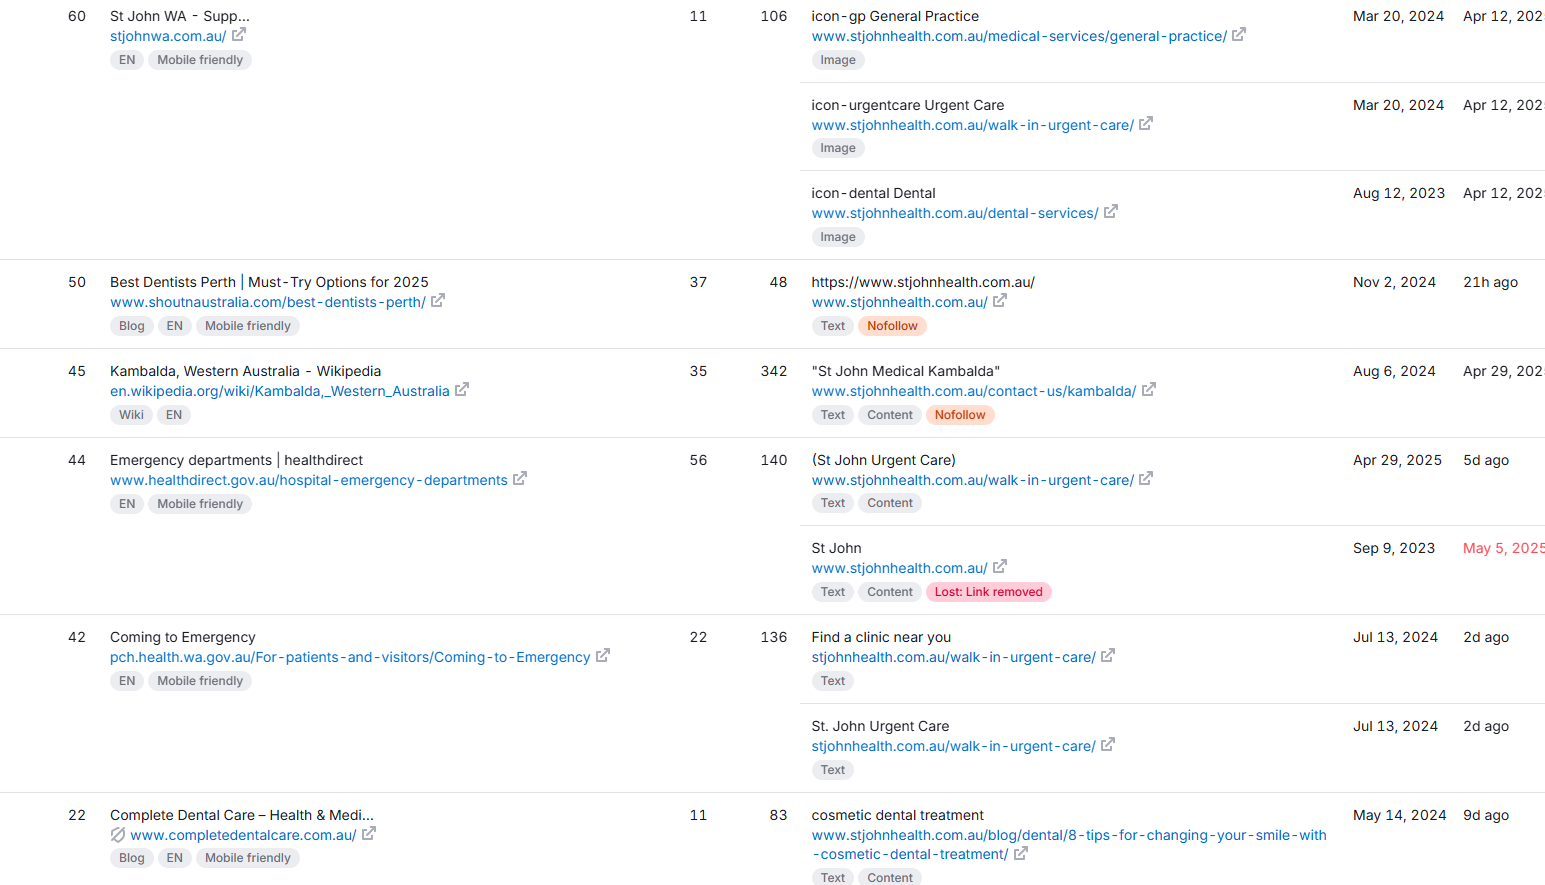 60 St John WA - Supp... 11 106 icon-gp General Practice Mar 20, 2024 Apr 12, 202
stjohnwa.com.au/ www.stjohnhealth.com.au/medical-services/general-practice/
EN Mobile friendly Image
icon-urgentcare Urgent Care Mar 20, 2024 Apr 12, 202
www.stjohnhealth.com.au/walk-in-urgent-care/
Image
icon-dental Dental Aug 12, 2023 Apr 12, 202
www.stjohnhealth.com.au/dental-services/
Image
50 Best Dentists Perth | Must-Try Options for 2025 37 48 https://www.stjohnhealth.com.au/ Nov 2, 2024 21h ago
www.shoutnaustralia.com/best-dentists-perth/ www.stjohnhealth.com.au/
Blog EN Mobile friendly Text Nofollow
45 Kambalda, Western Australia - Wikipedia 35 342 "St John Medical Kambalda" Aug 6, 2024 Apr 29, 202
en.wikipedia.org/wiki/Kambalda,_Western_Australia www.stjohnhealth.com.au/contact-us/kambalda/
Wiki EN Text Content Nofollow
44 Emergency departments | healthdirect 56 140 (St John Urgent Care) Apr 29, 2025 5d ago
www.healthdirect.gov.au/hospital-emergency-departments www.stjohnhealth.com.au/walk-in-urgent-care/
EN Mobile friendly Text Content
St John Sep 9, 2023 May 5, 2025
www.stjohnhealth.com.au/
Text Content Lost: Link removed
42 Coming to Emergency 22 136 Find a clinic near you Jul 13, 2024 2d ago
pch.health.wa.gov.au/For-patients-and-visitors/Coming-to-Emergency stjohnhealth.com.au/walk-in-urgent-care/
EN Mobile friendly Text
St. John Urgent Care Jul 13, 2024 2d ago
stjohnhealth.com.au/walk-in-urgent-care/
Text
22 Complete Dental Care – Health & Medi... 11 83 cosmetic dental treatment May 14, 2024 9d ago
www.completedentalcare.com.au/ www.stjohnhealth.com.au/blog/dental/8-tips-for-changing-your-smile-with
-cosmetic-dental-treatment/
Blog EN Mobile friendly Text Content